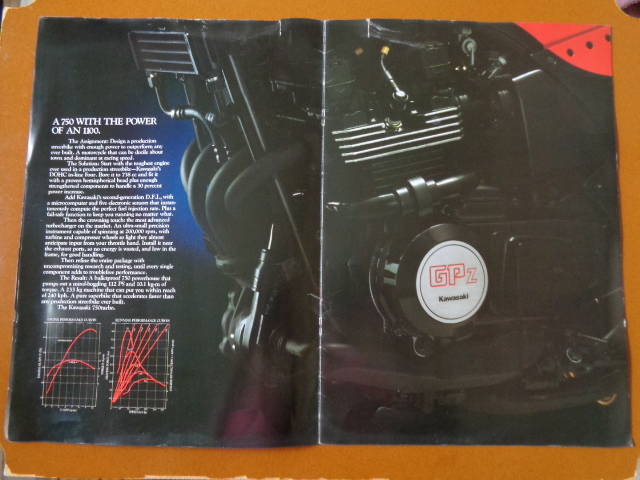 A 750 WITH THE POWER
OF AN 1100.
The Assignment: Design a production
streetbike with enough power to outperform any
ever built. A motorcycle that can be docile about
town and dominant at racing speed.
The Solution: Start with the toughest engine
ever used in a production streetbike—Kawasaki's
DOHC in-line Four. Bore it to 738 cc and fit it
with a proven hemispherical head plus enough
strengthened components to handle a 30 percent
power increase.
Add Kawasaki's second-generation D.F.I., with
a microcomputer and five electronic sensors that instan-
taneously compute the perfect fuel injection rate. Plus a
fail-safe function to keep you running no matter what.
Then the crowning touch: the most advanced
turbocharger on the market. An ultra-small precision
instrument capable of spinning at 200,000 rpm, with
turbine and compressor wheels so light they almost
anticipate input from your throttle hand. Install it near
the exhaust ports, so no energy is wasted, and low in the
frame, for good handling.
Then refine the entire package with
uncompromising research and testing, until every single
component adds to troublefree performance.
The Result: A bulletproof 750 powerhouse that
pumps out a mind-boggling 112 PS and 10.1 kg-m of
torque. A 233 kg machine that can put you within reach
of 240 kph. A pure superbike that accelerates faster than
any production streetbike ever built.
The Kawasaki 750turbo.
ENGINE PERFORMANCE CURVES
RUNNING PERFORMANCE CURVES
GPz
Kawasaki